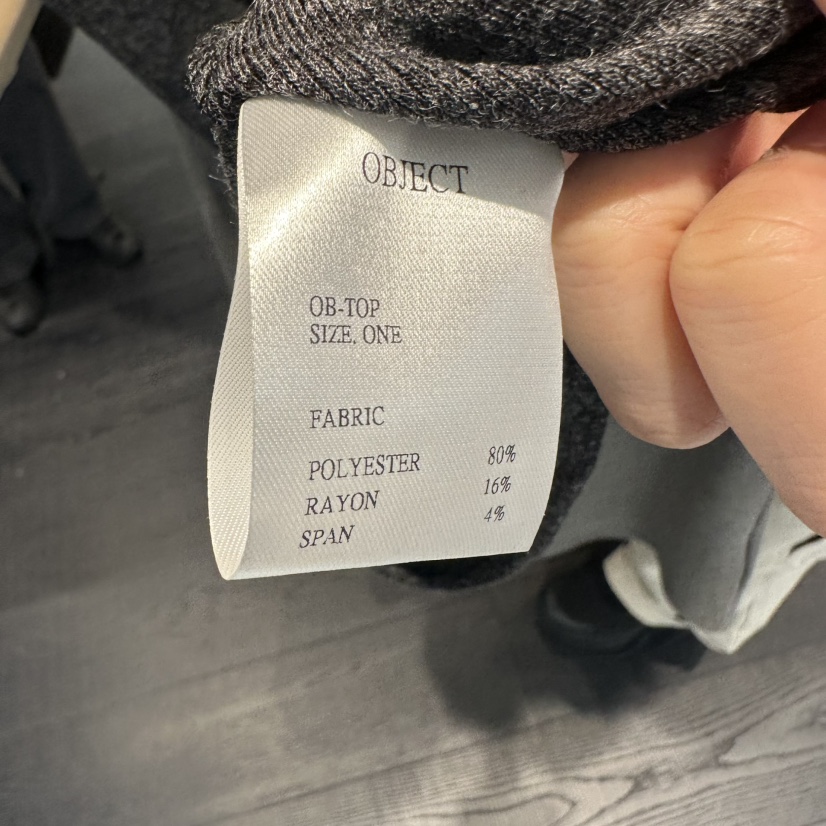 OBJECT
OB-TOP
SIZE. ONE
FABRIC
POLYESTER 80%
RAYON 16%
SPAN 4%